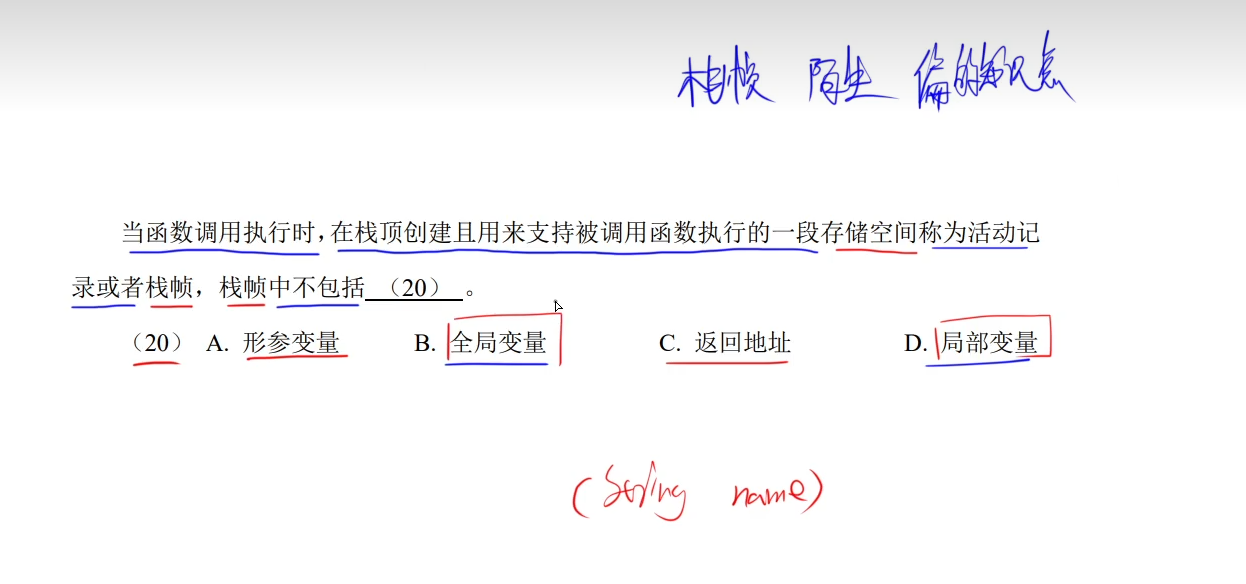 栈帧 陌生 偏的知识点
当函数调用执行时，在栈顶创建且用来支持被调用函数执行的一段存储空间称为活动记
录或者栈帧，栈帧中不包括（20）。
（20） A. 形参变量 B. 全局变量 C. 返回地址 D. 局部变量
(String name)